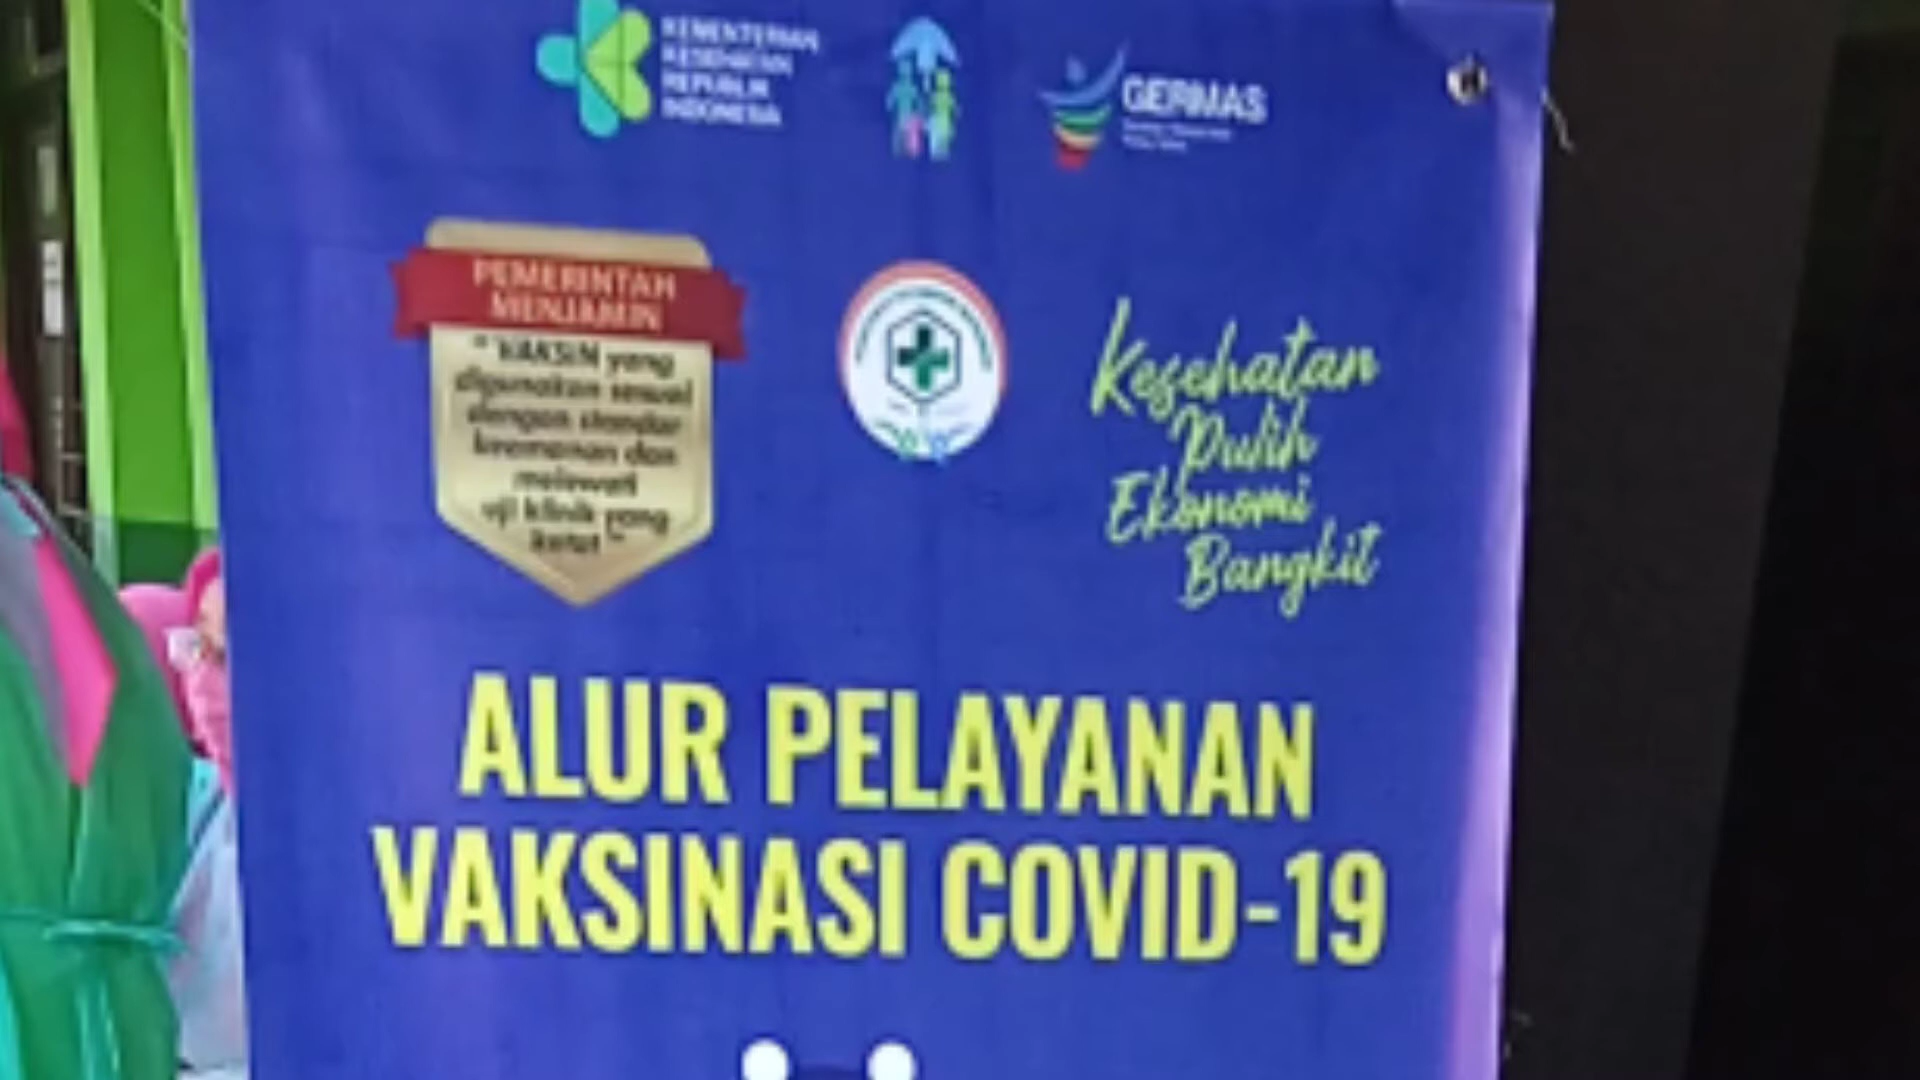 KEMENTERIAN
KESEHATAN
REPUBLIK
INDONESIA
GERMAS
PEMERINTAH
MENJAMIN
" VAKSIN yang
digunakan sesuai
dengan standar
keamanan dan
melewati
uji klinik yang
ketat "
Kesehatan
Pulih
Ekonomi
Bangkit
ALUR PELAYANAN
VAKSINASI COVID-19